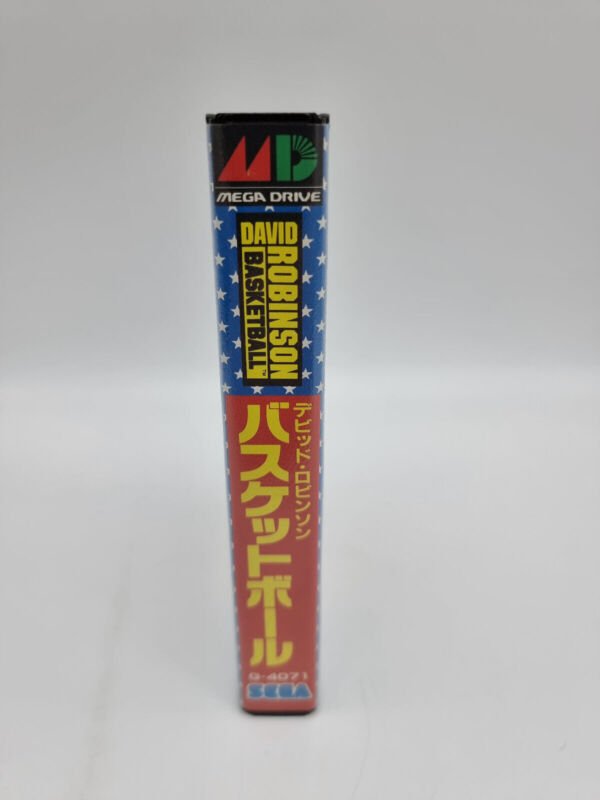 MD
MEGA DRIVE
DAVID
ROBINSON
BASKETBALL
デビッド・ロビンソン
バスケットボール
G-4071
SEGA